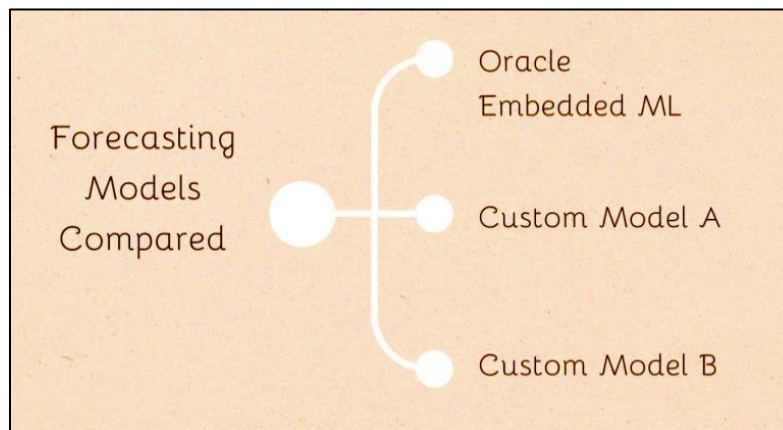 Forecasting
Models
Compared
Oracle
Embedded ML
Custom Model A
Custom Model B